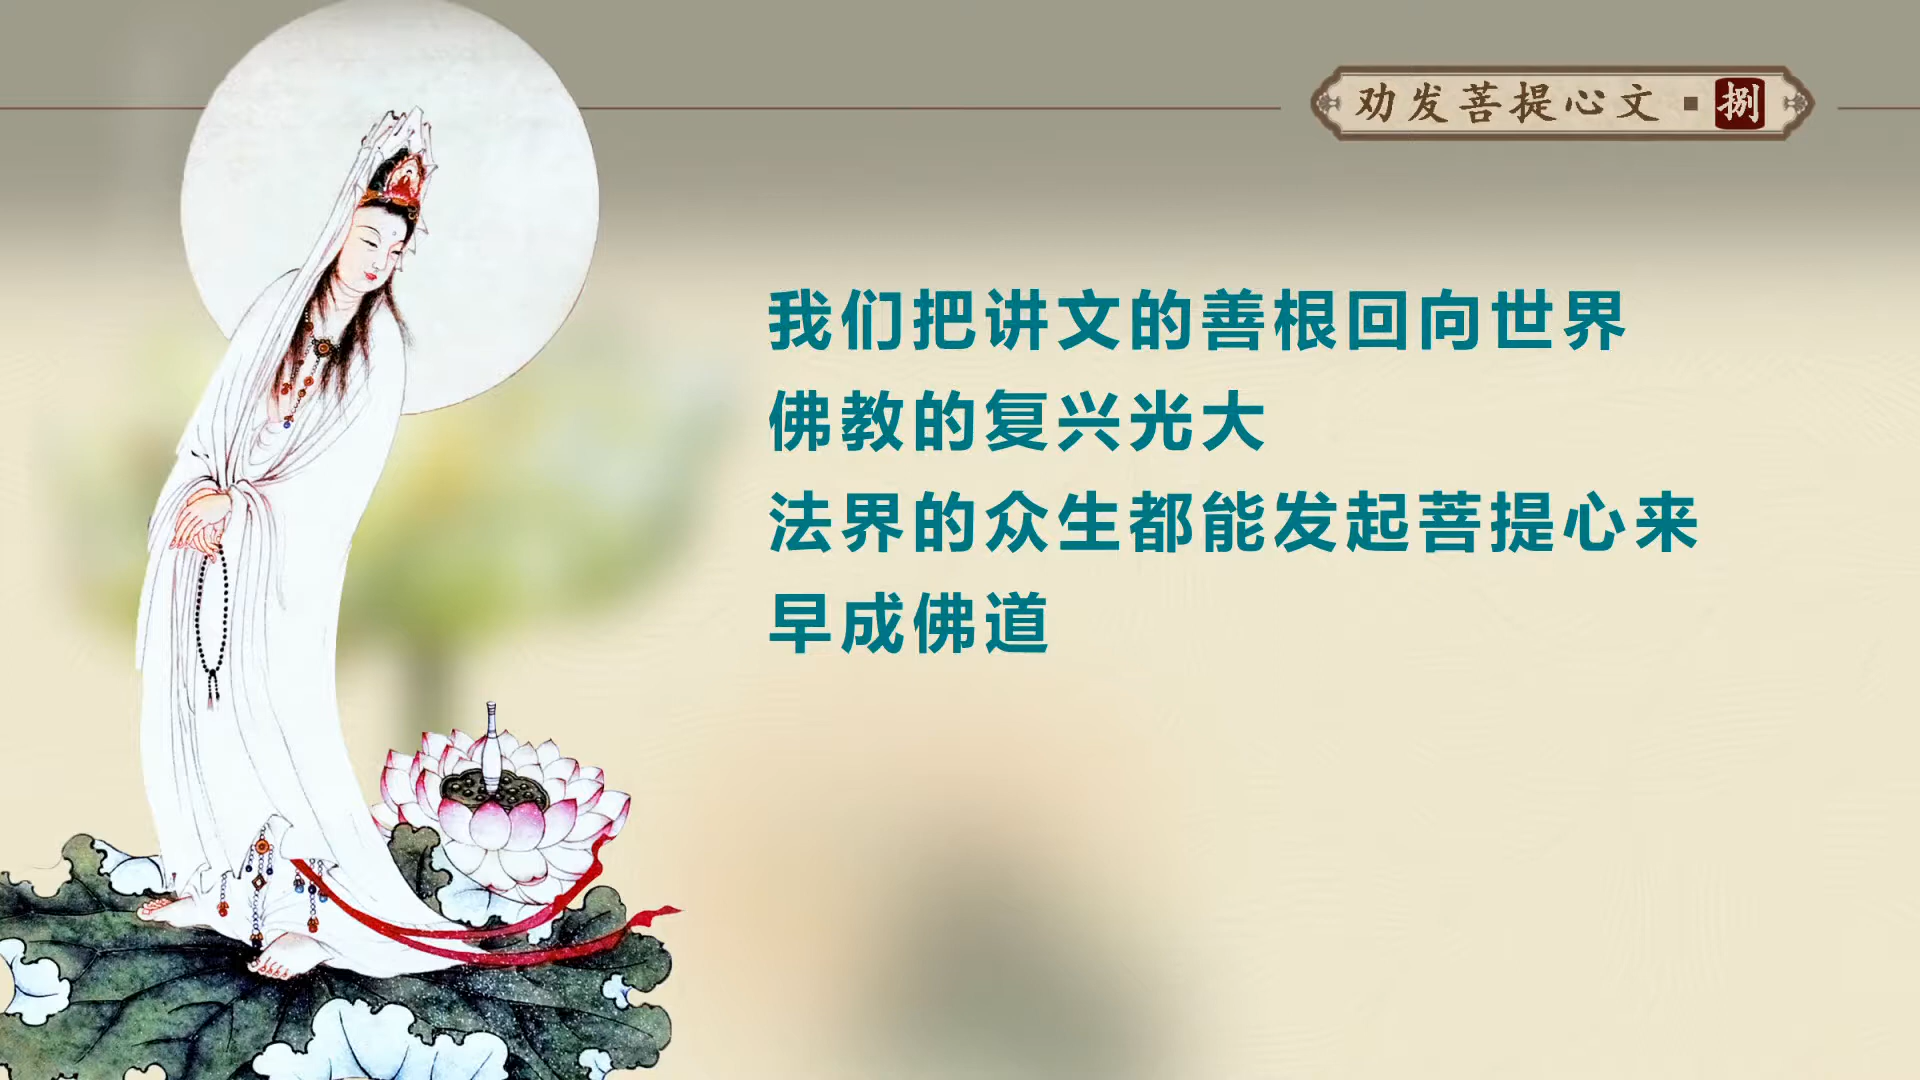 劝发菩提心文▪捌
我们把讲文的善根回向世界
佛教的复兴光大
法界的众生都能发起菩提心来
早成佛道